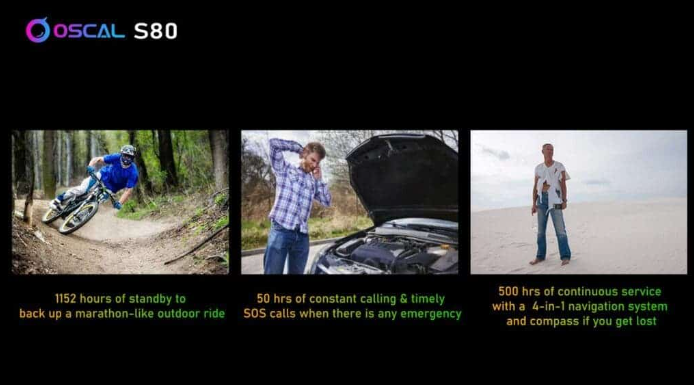 OSCAL S80
1152 hours of standby to
back up a marathon-like outdoor ride
50 hrs of constant calling & timely
SOS calls when there is any emergency
500 hrs of continuous service
with a 4-in-1 navigation system
and compass if you get lost